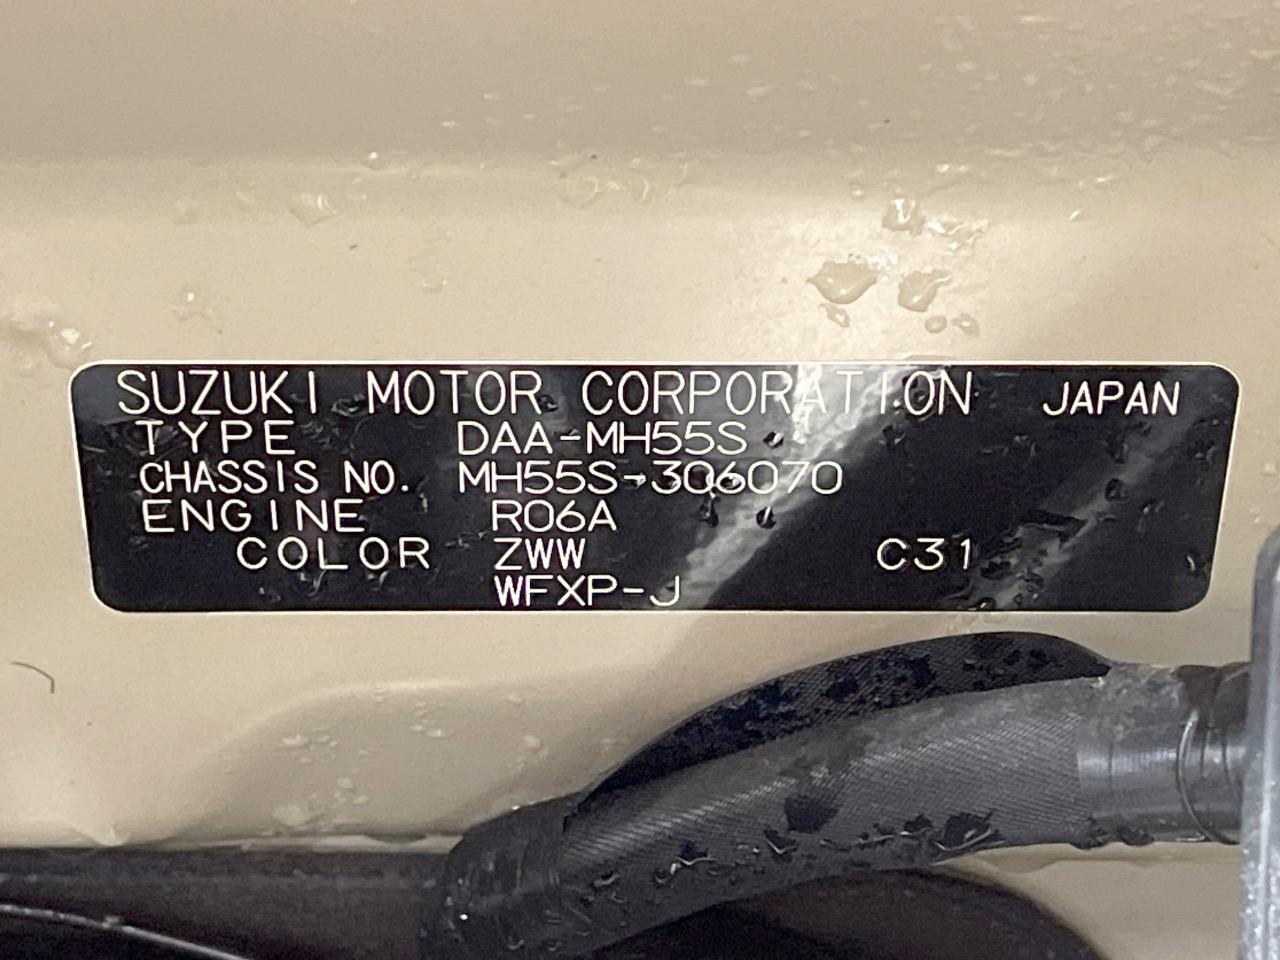 SUZUKI MOTOR CORPORATION JAPAN
TYPE DAA-MH55S
CHASSIS NO. MH55S-306070
ENGINE R06A
COLOR ZWW C31
WFXP-J